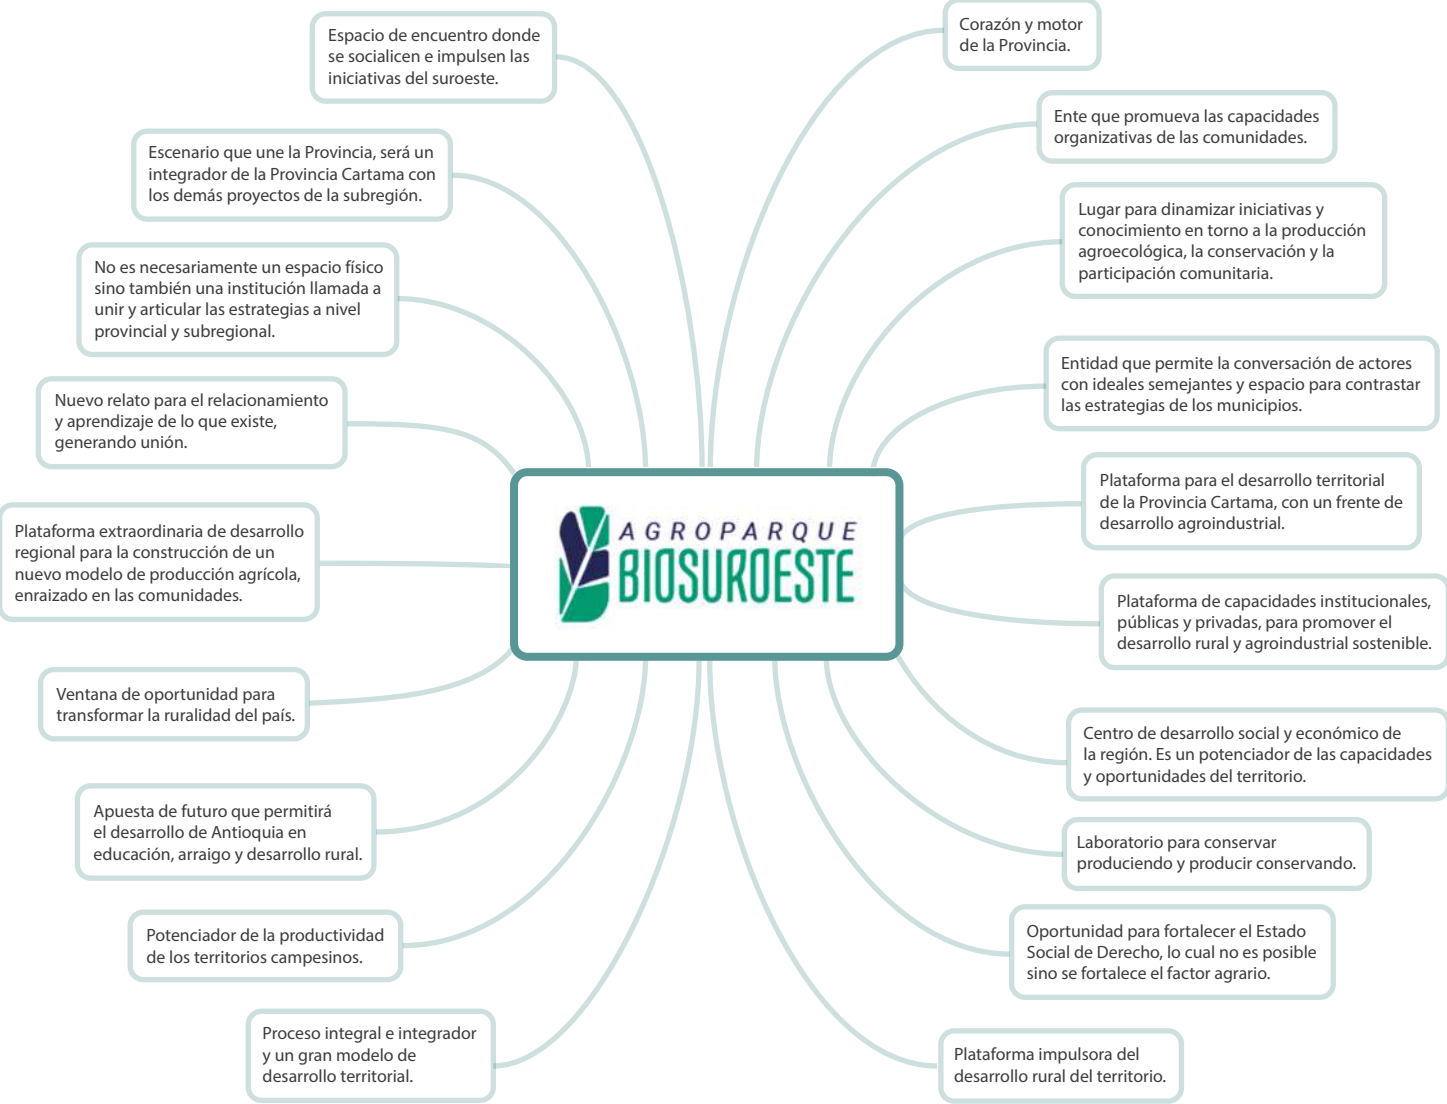 Espacio de encuentro donde
se socialicen e impulsen las
iniciativas del suroeste.
Escenario que une la Provincia, será un
integrador de la Provincia Cartama con
los demás proyectos de la subregión.
No es necesariamente un espacio físico
sino también una institución llamada a
unir y articular las estrategias a nivel
provincial y subregional.
Nuevo relato para el relacionamiento
y aprendizaje de lo que existe,
generando unión.
Plataforma extraordinaria de desarrollo
regional para la construcción de un
nuevo modelo de producción agrícola,
enraizado en las comunidades.
Ventana de oportunidad para
transformar la ruralidad del país.
Apuesta de futuro que permitirá
el desarrollo de Antioquia en
educación, arraigo y desarrollo rural.
Potenciador de la productividad
de los territorios campesinos.
Proceso integral e integrador
y un gran modelo de
desarrollo territorial.
AGROPARQUE
BIOSUROESTE
Corazón y motor
de la Provincia.
Ente que promueva las capacidades
organizativas de las comunidades.
Lugar para dinamizar iniciativas y
conocimiento en torno a la producción
agroecológica, la conservación y la
participación comunitaria.
Entidad que permite la conversación de actores
con ideales semejantes y espacio para contrastar
las estrategias de los municipios.
Plataforma para el desarrollo territorial
de la Provincia Cartama, con un frente de
desarrollo agroindustrial.
Plataforma de capacidades institucionales,
públicas y privadas, para promover el
desarrollo rural y agroindustrial sostenible.
Centro de desarrollo social y económico de
la región. Es un potenciador de las capacidades
y oportunidades del territorio.
Laboratorio para conservar
produciendo y producir conservando.
Oportunidad para fortalecer el Estado
Social de Derecho, lo cual no es posible
sino se fortalece el factor agrario.
Plataforma impulsora del
desarrollo rural del territorio.